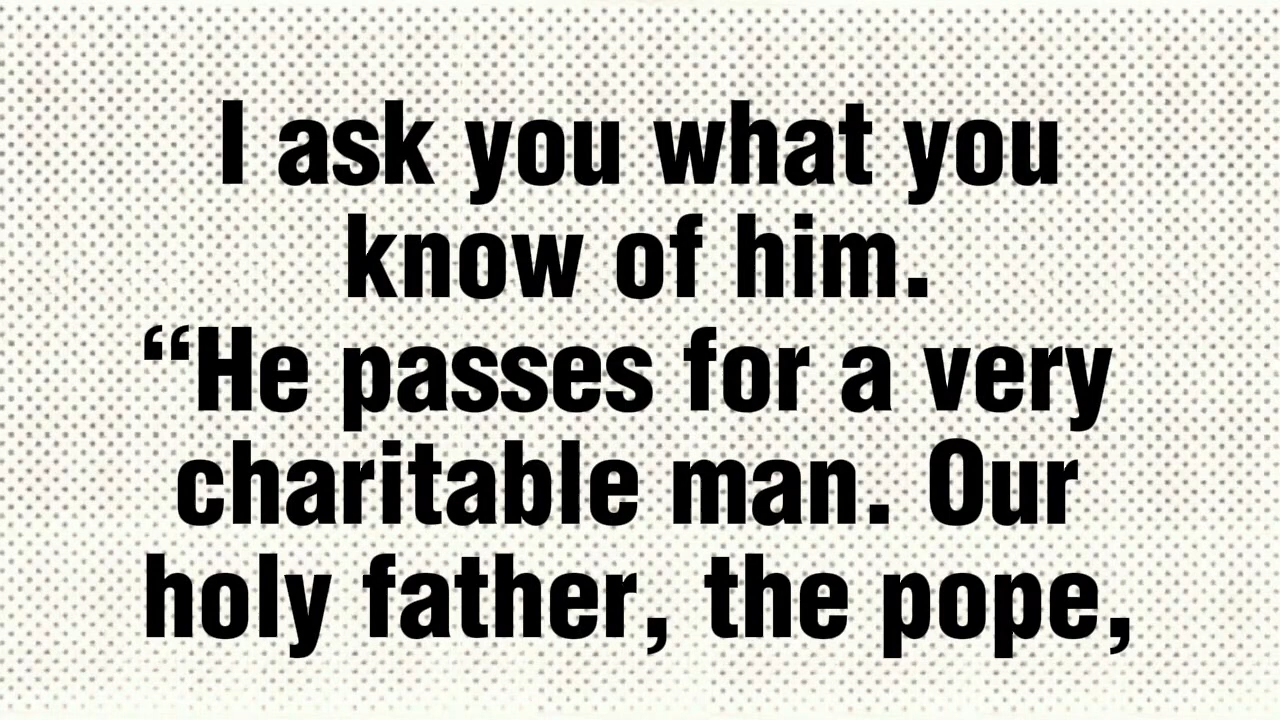 I ask you what you
know of him.
“He passes for a very
charitable man. Our
holy father, the pope,